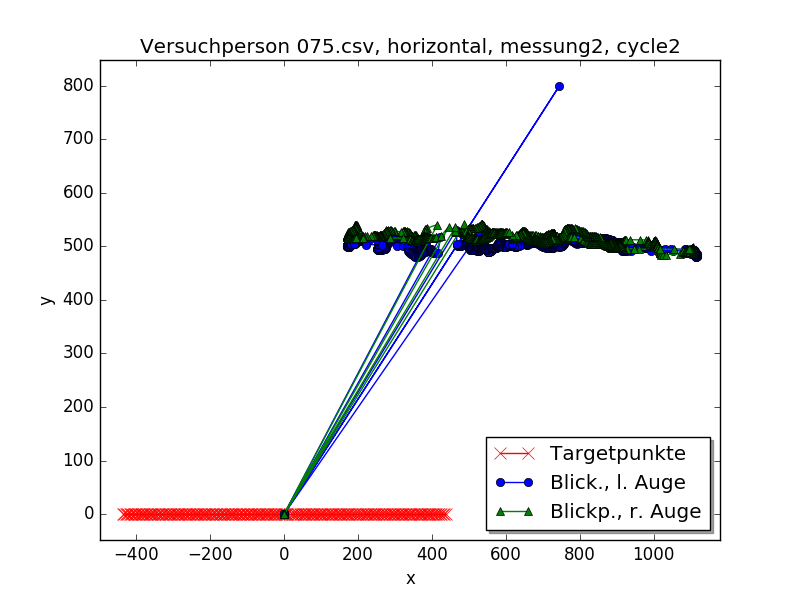 Versuchperson 075.csv, horizontal, messung2, cycle2
y
800
700
600
500
400
300
200
100
0
−400 −200 0 200 400 600 800 1000
x
Targetpunkte
Blick., l. Auge
Blickp., r. Auge